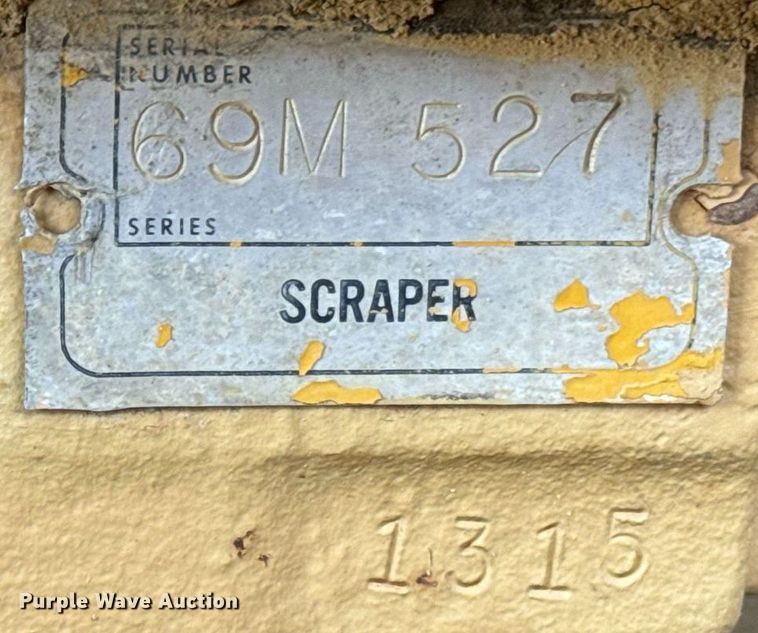 SERIAL
NUMBER
69M 527
SERIES
SCRAPER
1315
Purple Wave Auction